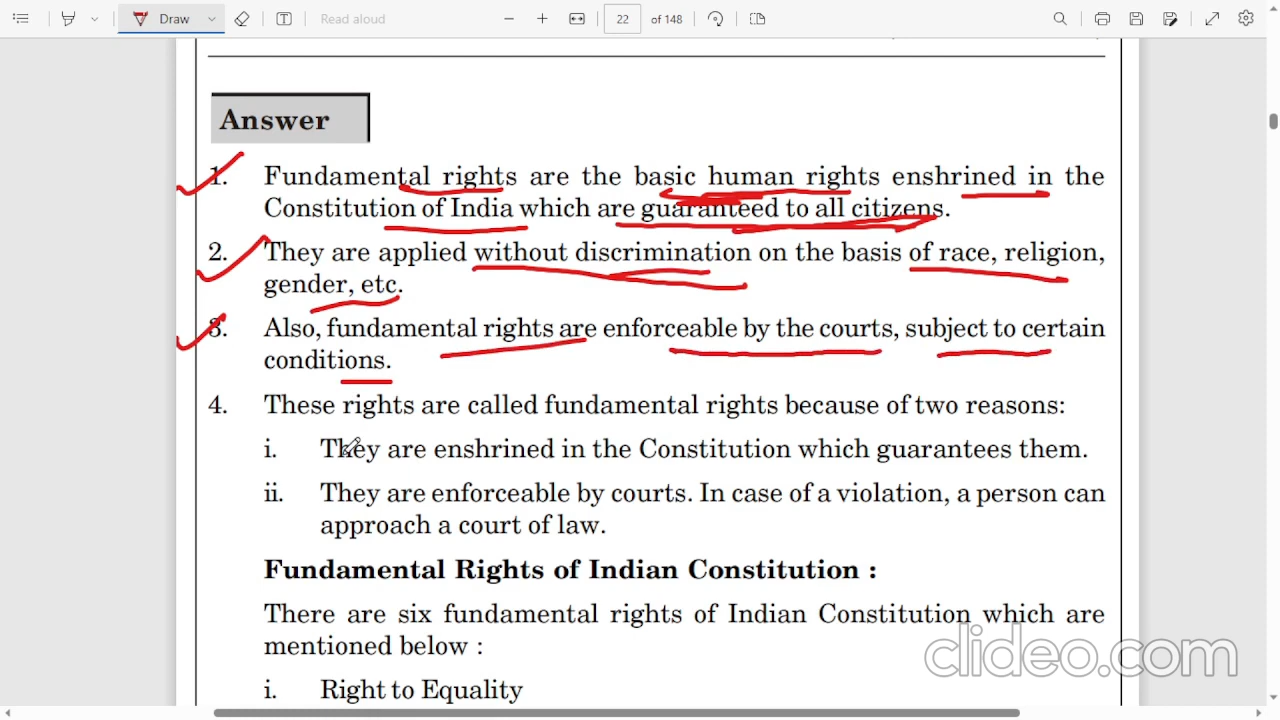 Draw
Read aloud
22 of 148
Answer
1. Fundamental rights are the basic human rights enshrined in the
Constitution of India which are guaranteed to all citizens.
2. They are applied without discrimination on the basis of race, religion,
gender, etc.
3. Also, fundamental rights are enforceable by the courts, subject to certain
conditions.
4. These rights are called fundamental rights because of two reasons:
i. They are enshrined in the Constitution which guarantees them.
ii. They are enforceable by courts. In case of a violation, a person can
approach a court of law.
Fundamental Rights of Indian Constitution :
There are six fundamental rights of Indian Constitution which are
mentioned below :
i. Right to Equality
clideo.com